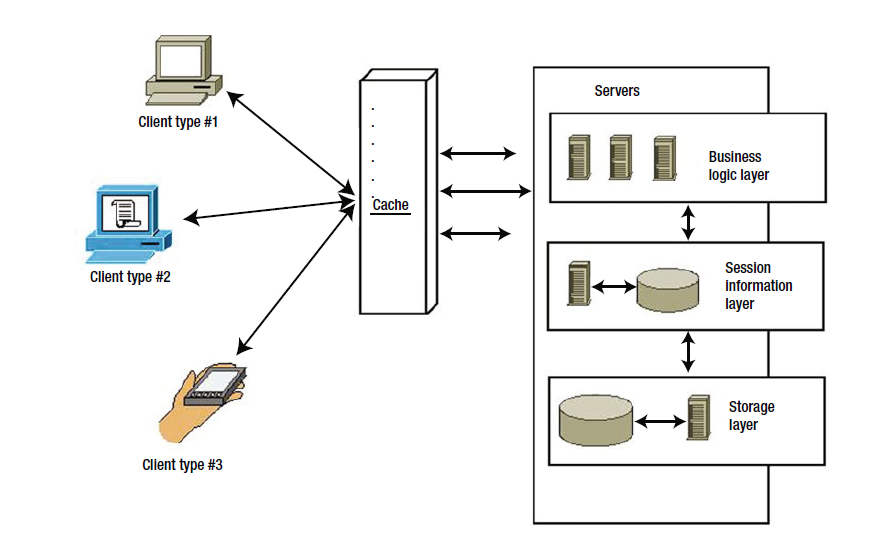 Client type #1
Client type #2
Client type #3
Cache
Servers
Business
logic layer
Session
information
layer
Storage
layer